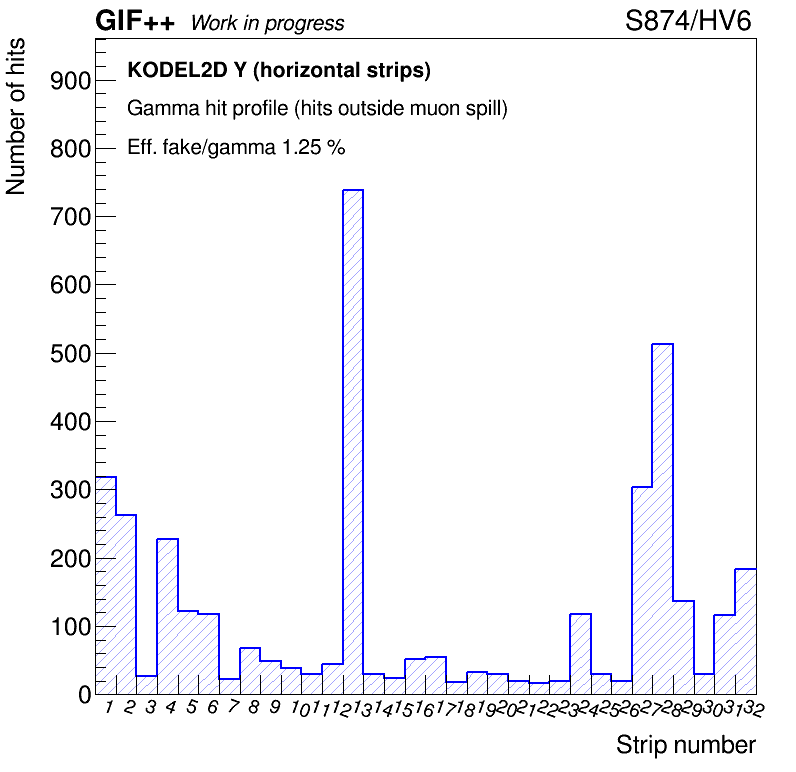 GIF++ Work in progress S874/HV6
Number of hits
KODEL2D Y (horizontal strips)
Gamma hit profile (hits outside muon spill)
Eff. fake/gamma 1.25 %
900
800
700
600
500
400
300
200
100
0
1 2 3 4 5 6 7 8 9 10 11 12 13 14 15 16 17 18 19 20 21 22 23 24 25 26 27 28 29 30 31 32
Strip number